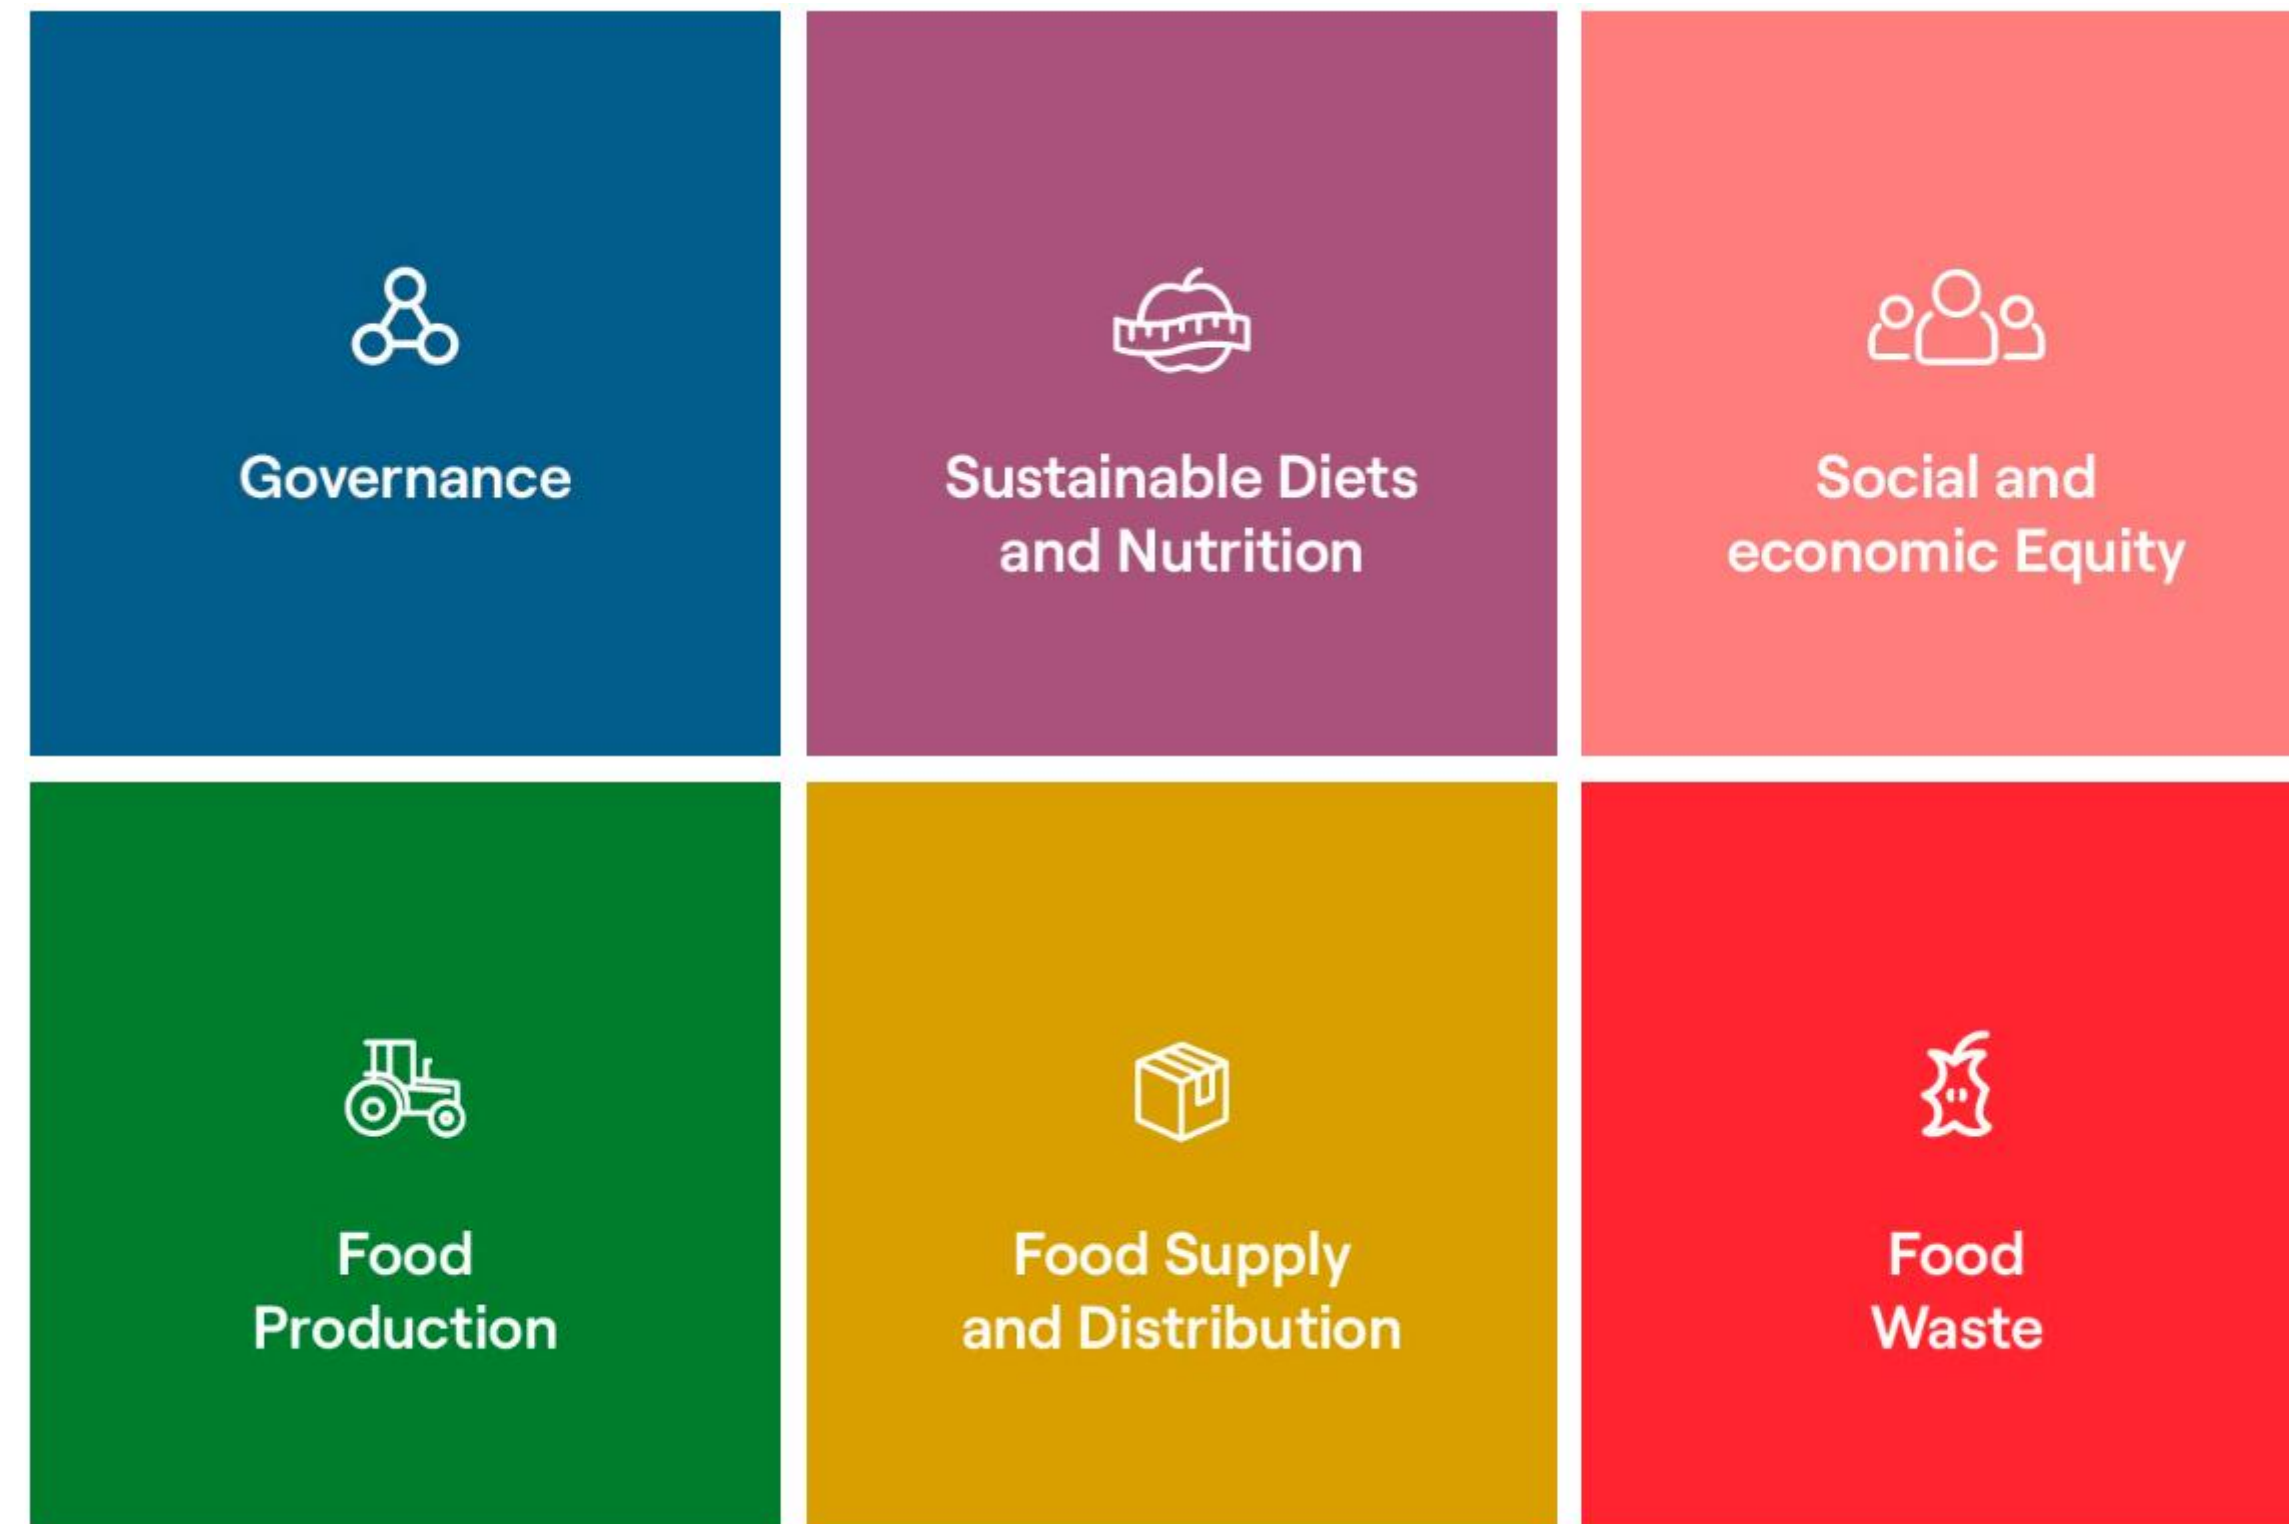 Governance
Sustainable Diets
and Nutrition
Social and
economic Equity
Food
Production
Food Supply
and Distribution
Food
Waste